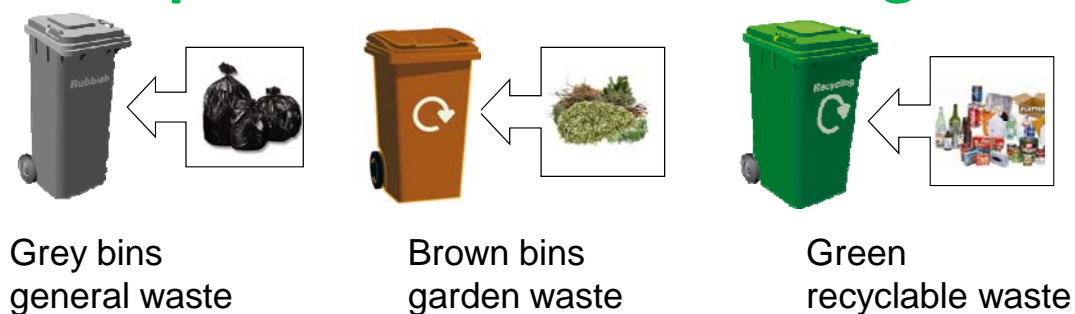 Rubbish
Recycling
Grey bins
general waste
Brown bins
garden waste
Green
recyclable waste